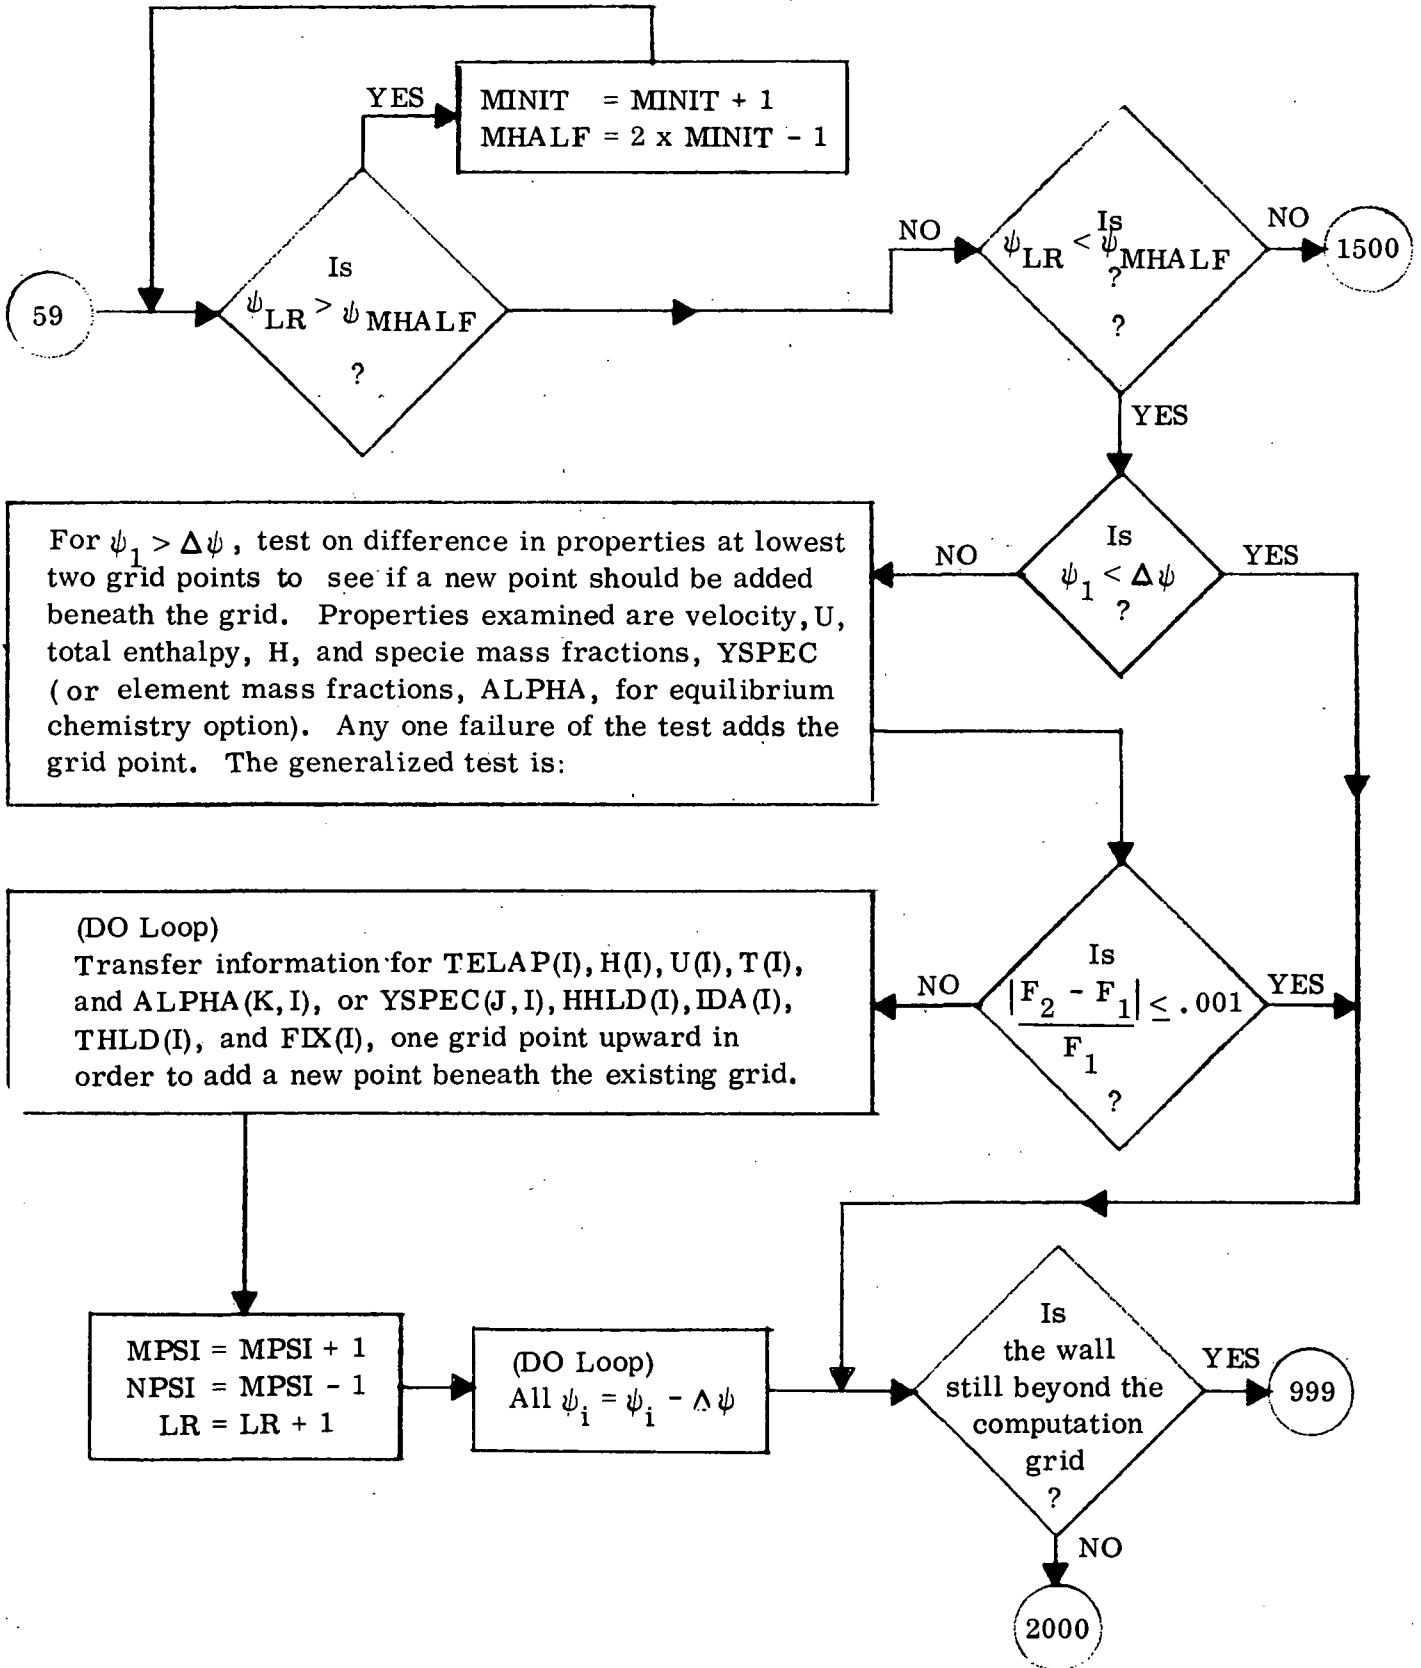 YES
MINIT = MINIT + 1
MHALF = 2 x MINIT - 1
59
Is
ψLR > ψMHALF
?
NO
Is
ψLR < ψMHALF
?
?
NO
1500
YES
Is
ψ1 < Δψ
?
NO
YES
For ψ1 > Δψ, test on difference in properties at lowest
two grid points to see if a new point should be added
beneath the grid. Properties examined are velocity, U,
total enthalpy, H, and specie mass fractions, YSPEC
(or element mass fractions, ALPHA, for equilibrium
chemistry option). Any one failure of the test adds the
grid point. The generalized test is:
Is
|F2 - F1| ≤ .001
F1
?
NO
YES
(DO Loop)
Transfer information for TELAP(I), H(I), U(I), T(I),
and ALPHA(K, I), or YSPEC(J, I), HHLD(I), IDA(I),
THLD(I), and FIX(I), one grid point upward in
order to add a new point beneath the existing grid.
MPSI = MPSI + 1
NPSI = MPSI - 1
LR = LR + 1
(DO Loop)
All ψi = ψi - Δψ
Is
the wall
still beyond the
computation
grid
?
YES
999
NO
2000